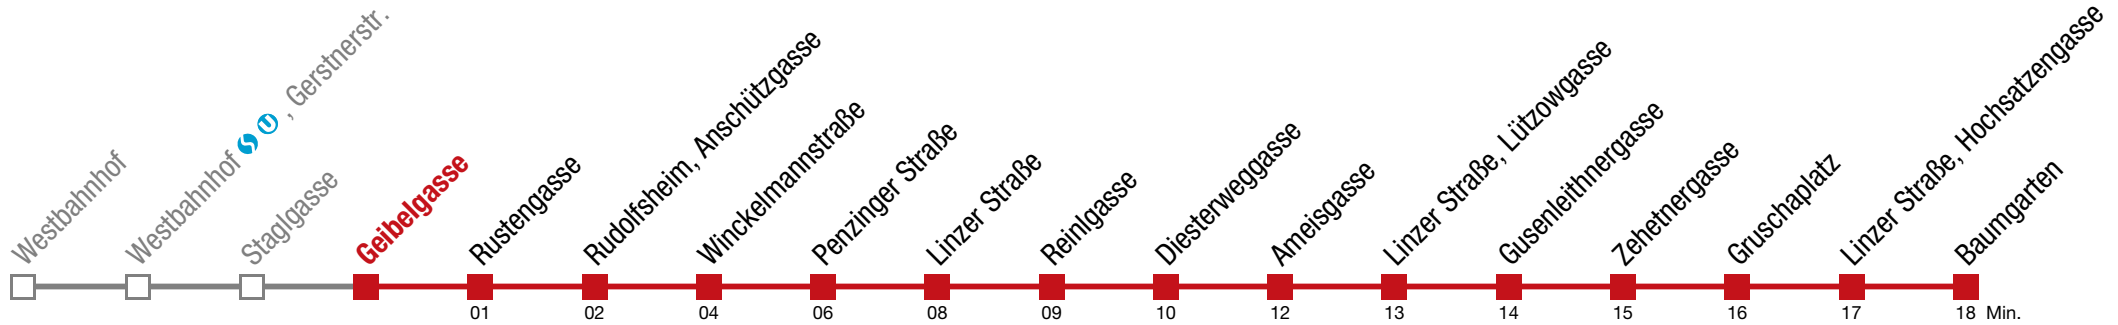 Westbahnhof
Westbahnhof S U , Gerstnerstr.
Staglgasse
Geibelgasse
Rustengasse
Rudolfsheim, Anschützgasse
Winckelmannstraße
Penzinger Straße
Linzer Straße
Reinlgasse
Diesterweggasse
Ameisgasse
Linzer Straße, Lützowgasse
Gusenleithnergasse
Zehetnergasse
Gruschaplatz
Linzer Straße, Hochsatzengasse
Baumgarten
01 02 04 06 08 09 10 12 13 14 15 16 17 18 Min.